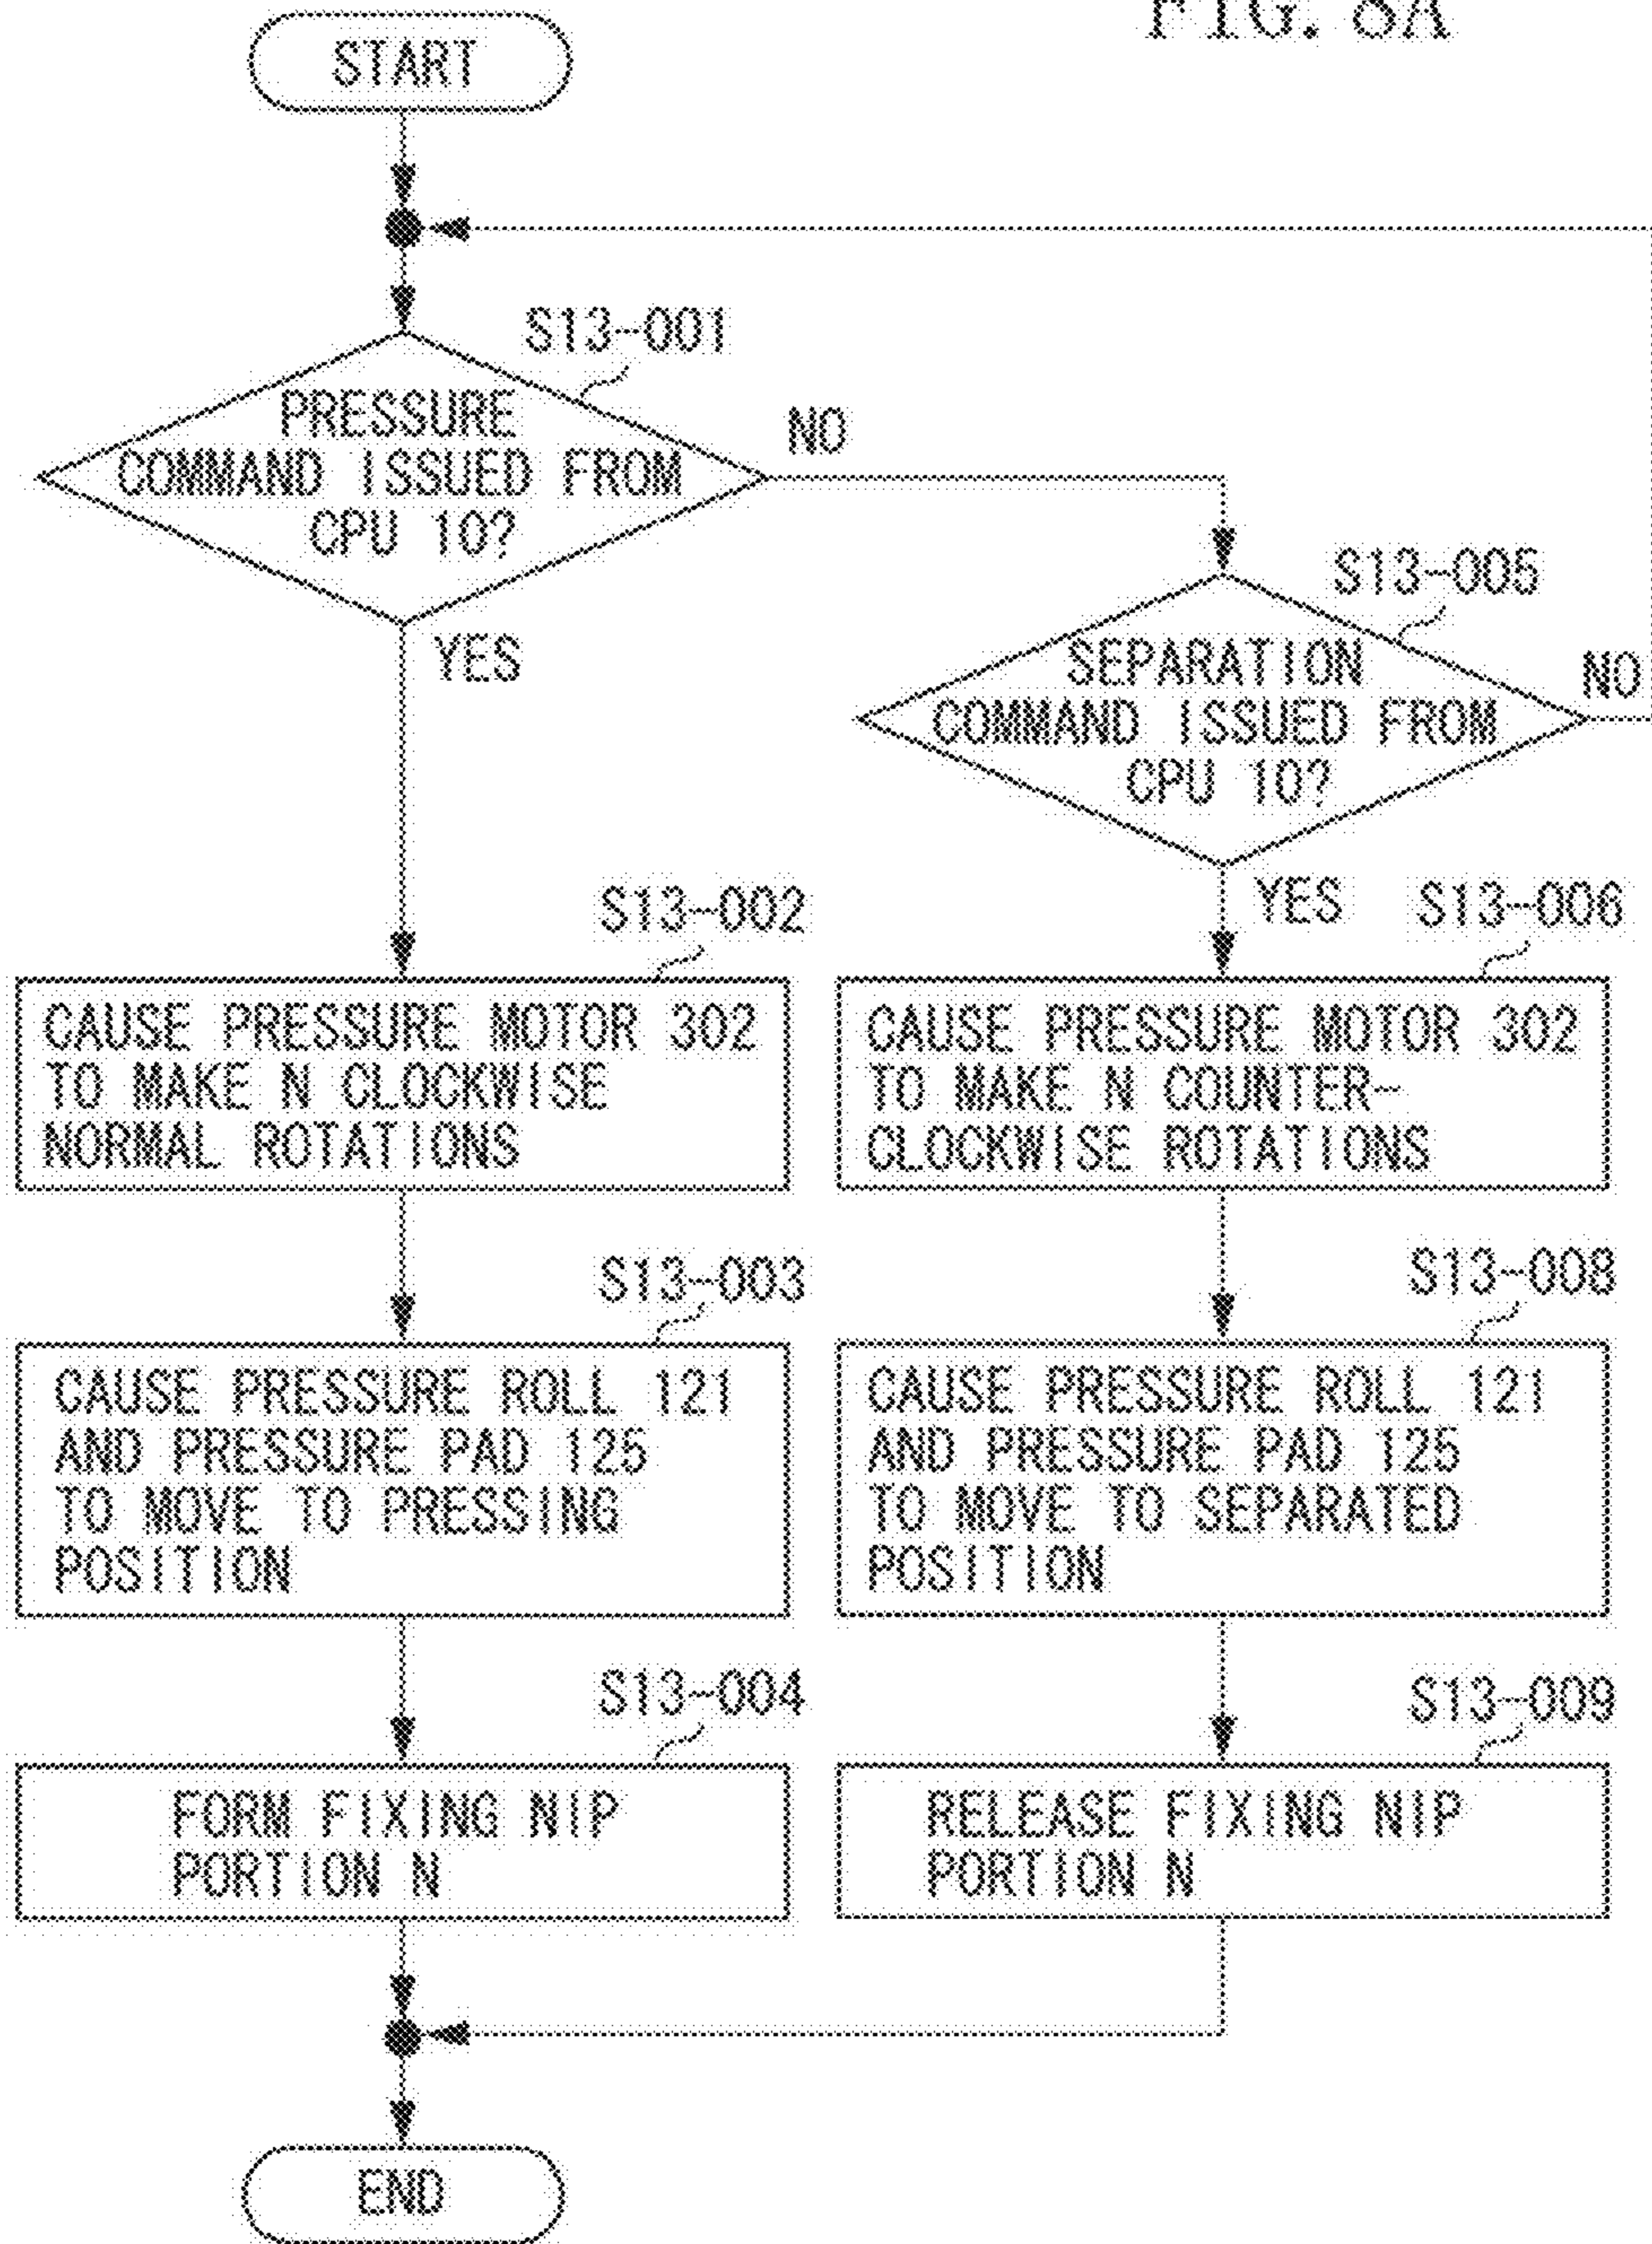 FIG. 8A
START
S13-001
PRESSURE
COMMAND ISSUED FROM
CPU 10?
NO
YES
S13-005
SEPARATION
COMMAND ISSUED FROM
CPU 10?
NO
YES
S13-002
CAUSE PRESSURE MOTOR 302
TO MAKE N CLOCKWISE
NORMAL ROTATIONS
S13-006
CAUSE PRESSURE MOTOR 302
TO MAKE N COUNTER-
CLOCKWISE ROTATIONS
S13-003
CAUSE PRESSURE ROLL 121
AND PRESSURE PAD 125
TO MOVE TO PRESSING
POSITION
S13-008
CAUSE PRESSURE ROLL 121
AND PRESSURE PAD 125
TO MOVE TO SEPARATED
POSITION
S13-004
FORM FIXING NIP
PORTION N
S13-009
RELEASE FIXING NIP
PORTION N
END